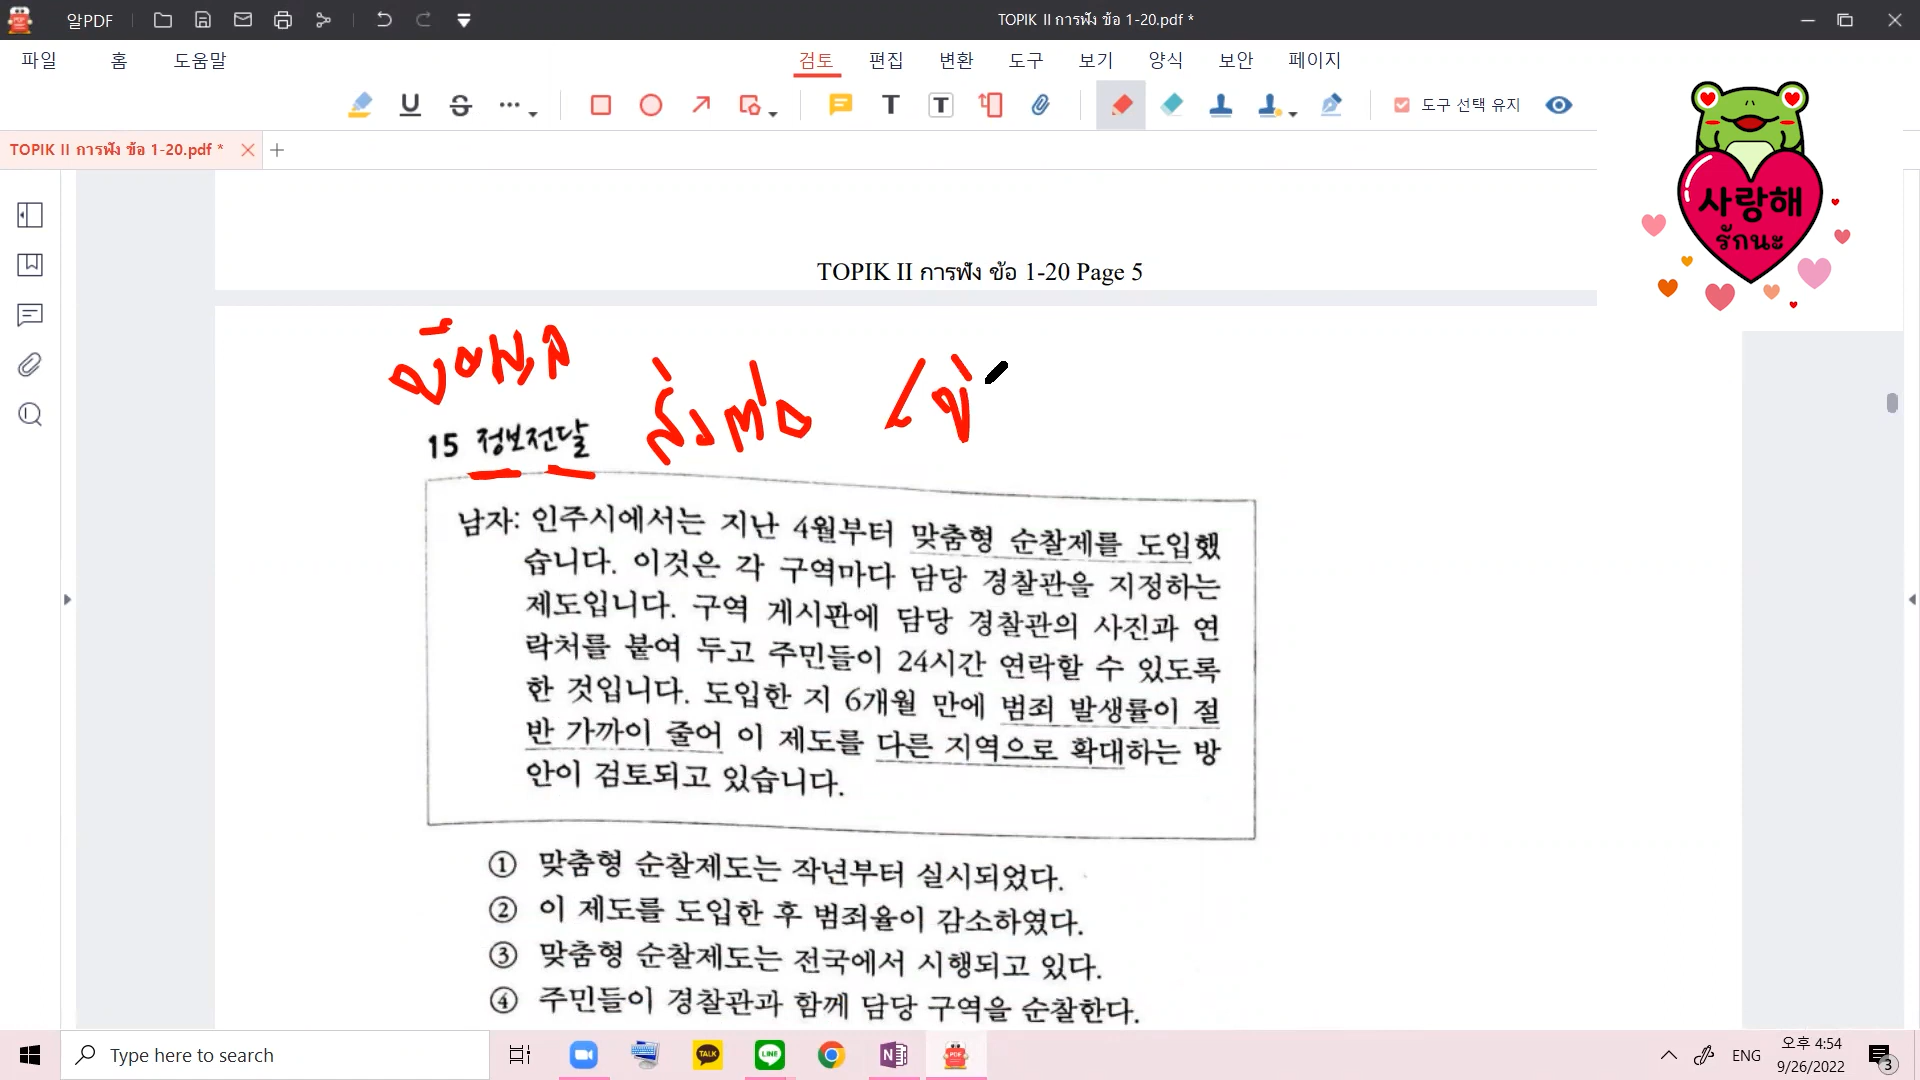 알PDF
TOPIK II การฟัง ข้อ 1-20.pdf *
파일 홈 도움말 검토 편집 변환 도구 보기 양식 보안 페이지
T T 도구 선택 유지
TOPIK II การฟัง ข้อ 1-20.pdf *
사랑해
รักนะ
TOPIK II การฟัง ข้อ 1-20 Page 5
ข้อมูล
ส่งต่อ เช่
15 정보전달
남자: 인주시에서는 지난 4월부터 맞춤형 순찰제를 도입했
습니다. 이것은 각 구역마다 담당 경찰관을 지정하는
제도입니다. 구역 게시판에 담당 경찰관의 사진과 연
락처를 붙여 두고 주민들이 24시간 연락할 수 있도록
한 것입니다. 도입한 지 6개월 만에 범죄 발생률이 절
반 가까이 줄어 이 제도를 다른 지역으로 확대하는 방
안이 검토되고 있습니다.
① 맞춤형 순찰제도는 작년부터 실시되었다.
② 이 제도를 도입한 후 범죄율이 감소하였다.
③ 맞춤형 순찰제도는 전국에서 시행되고 있다.
④ 주민들이 경찰관과 함께 담당 구역을 순찰한다.
Type here to search
TALK
LINE
N
PDF
ENG
오후 4:54
9/26/2022
3